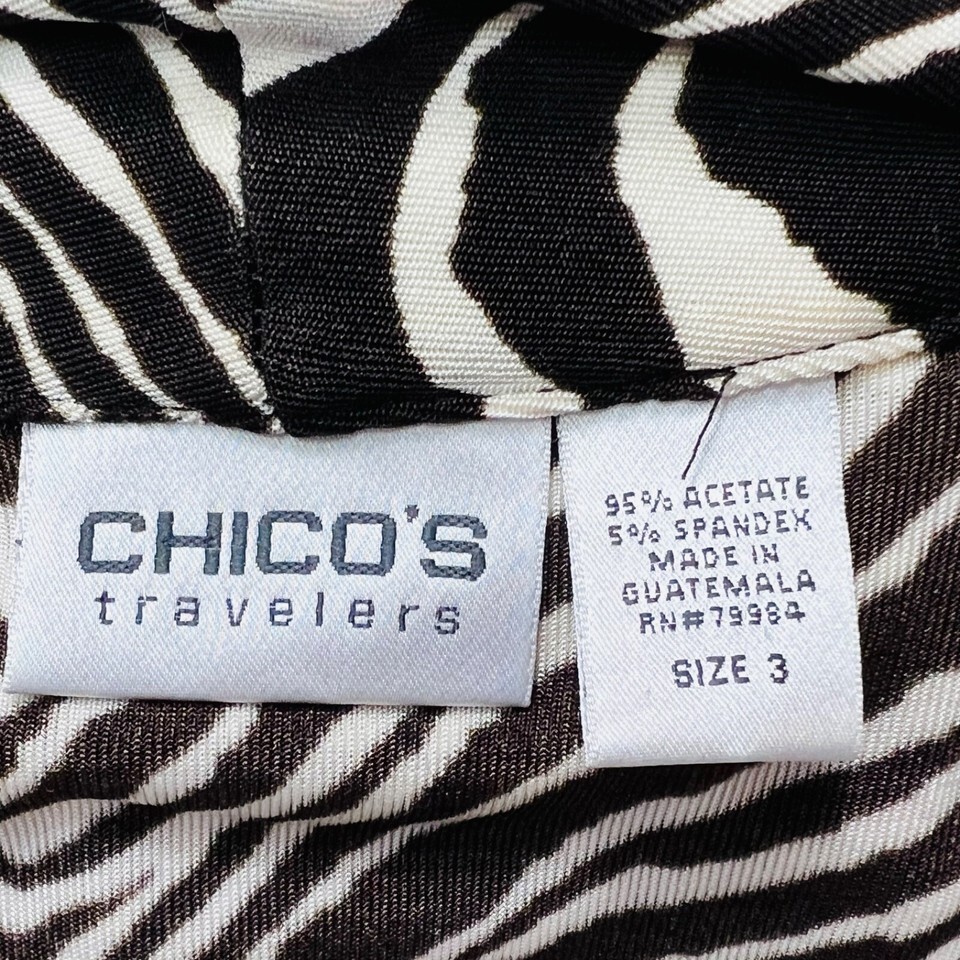 CHICO'S
travelers
95% ACETATE
5% SPANDEX
MADE IN
GUATEMALA
RN#79984
SIZE 3